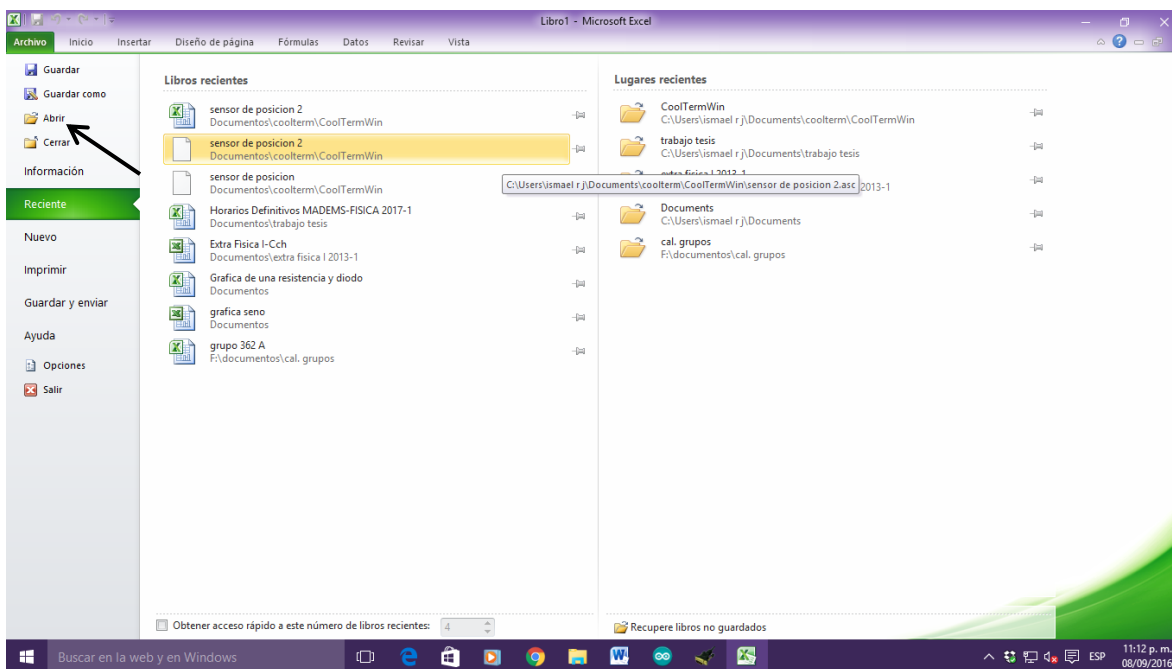 Libro1 - Microsoft Excel
Archivo Inicio Insertar Diseño de página Fórmulas Datos Revisar Vista
Guardar
Guardar como
Abrir
Cerrar
Información
Reciente
Nuevo
Imprimir
Guardar y enviar
Ayuda
Opciones
Salir
Libros recientes
sensor de posicion 2
Documentos\coolterm\CoolTermWin
sensor de posicion 2
Documentos\coolterm\CoolTermWin
sensor de posicion
Documentos\coolterm\CoolTermWin
Horarios Definitivos MADEMS-FISICA 2017-1
Documentos\trabajo tesis
Extra Fisica I-Cch
Documentos\extra fisica I 2013-1
Grafica de una resistencia y diodo
Documentos
grafica seno
Documentos
grupo 362 A
F:\documentos\cal. grupos
Obtener acceso rápido a este número de libros recientes: 4
Lugares recientes
CoolTermWin
C:\Users\ismael r j\Documents\coolterm\CoolTermWin
trabajo tesis
C:\Users\ismael r j\Documents\trabajo tesis
extra fisica I 2013-1
C:\Users\ismael r j\Documents\coolterm\CoolTermWin\sensor de posicion 2.asc 2013-1
Documents
C:\Users\ismael r j\Documents
cal. grupos
F:\documentos\cal. grupos
Recupere libros no guardados
Buscar en la web y en Windows
ESP
11:12 p. m.
08/09/2016